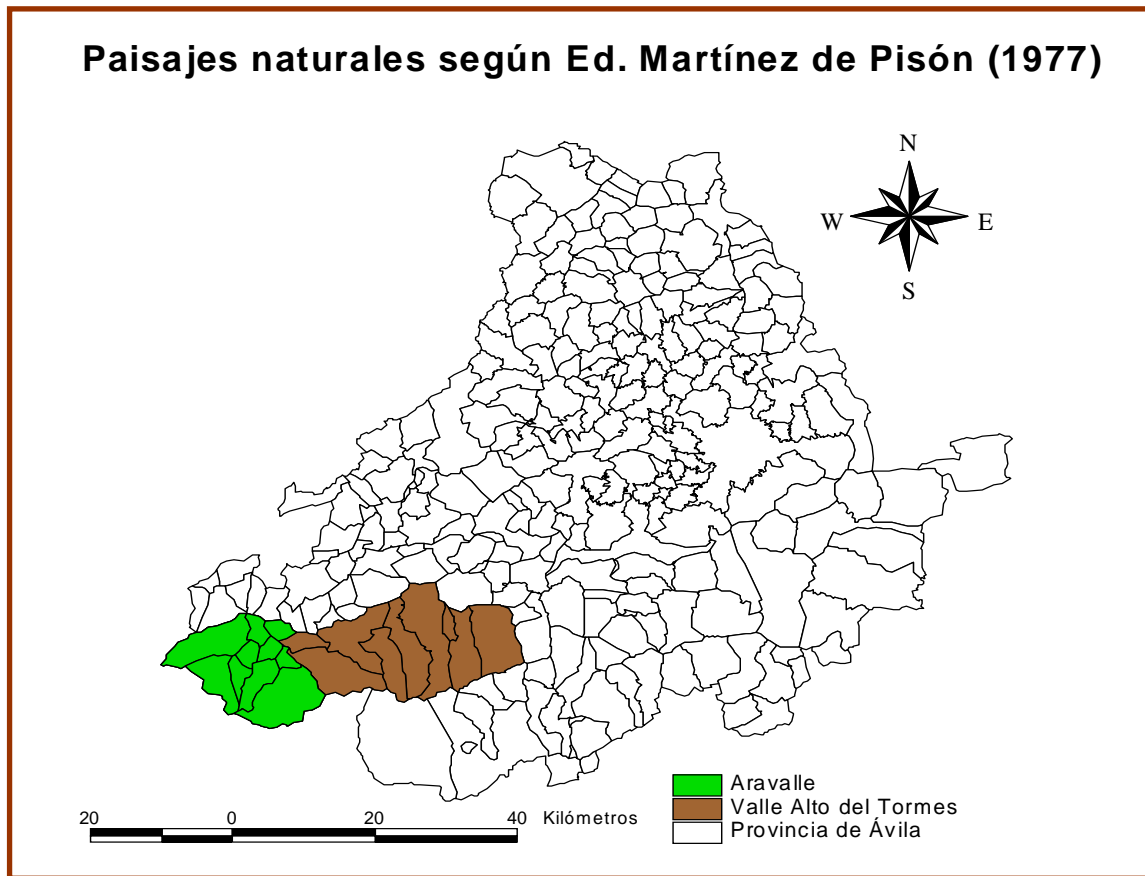 Paisajes naturales según Ed. Martínez de Pisón (1977)
N
W E
S
Aravalle
Valle Alto del Tormes
Provincia de Ávila
20 0 20 40 Kilómetros